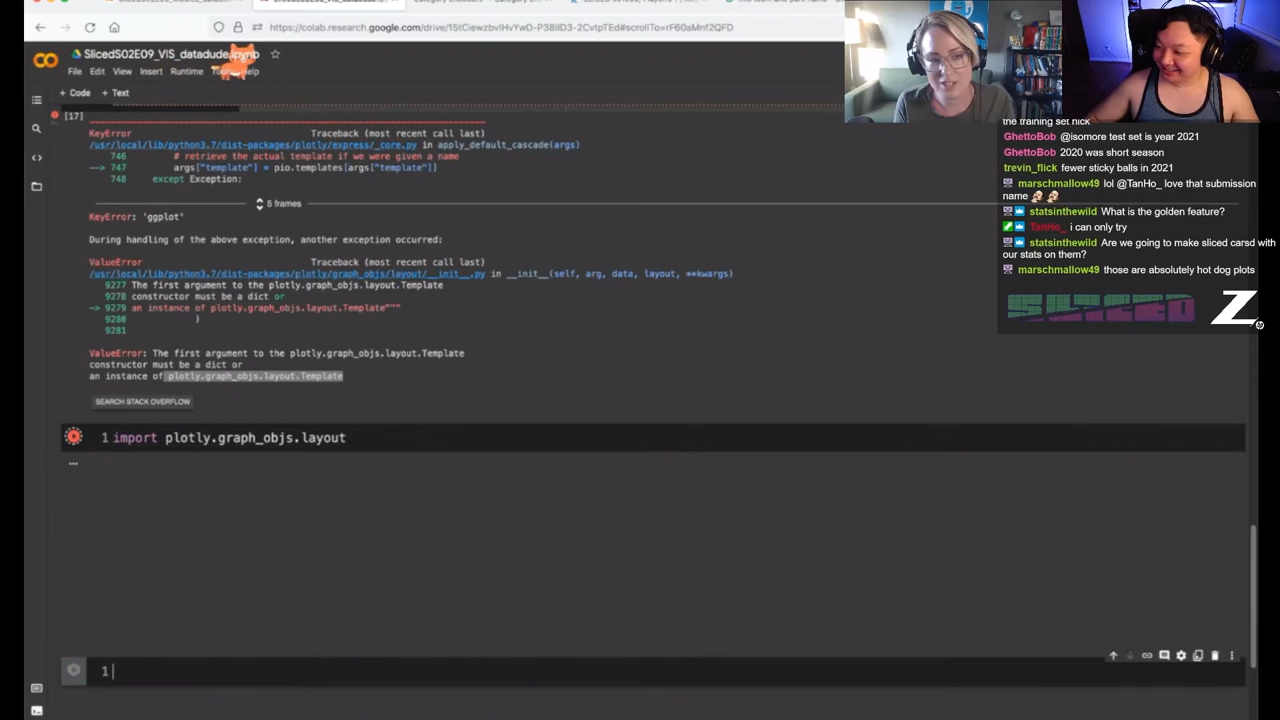 https://colab.research.google.com/drive/15tCiewzbvIHvYwD-P38IID3-2CvtpTEd#scrollTo=rF60aMnf2QFD
SlicedS02E09_VIS_datadude.ipynb
File Edit View Insert Runtime Tools Help
+ Code + Text
[17]
KeyError Traceback (most recent call last)
/usr/local/lib/python3.7/dist-packages/plotly/express/_core.py in apply_default_cascade(args)
746 # retrieve the actual template if we were given a name
--> 747 args["template"] = pio.templates[args["template"]]
748 except Exception:
5 frames
KeyError: 'ggplot'
During handling of the above exception, another exception occurred:
ValueError Traceback (most recent call last)
/usr/local/lib/python3.7/dist-packages/plotly/graph_objs/layout/__init__.py in __init__(self, arg, data, layout, **kwargs)
9277 The first argument to the plotly.graph_objs.layout.Template
9278 constructor must be a dict or
-> 9279 an instance of plotly.graph_objs.layout.Template"""
9280 )
9281
ValueError: The first argument to the plotly.graph_objs.layout.Template
constructor must be a dict or
an instance of plotly.graph_objs.layout.Template
SEARCH STACK OVERFLOW
1 import plotly.graph_objs.layout
...
1
the training set nick
GhettoBob @isomore test set is year 2021
GhettoBob 2020 was short season
trevin_flick fewer sticky balls in 2021
marschmallow49 lol @TanHo_ love that submission
name
statsinthewild What is the golden feature?
TanHo_ i can only try
statsinthewild Are we going to make sliced carsd with
our stats on them?
marschmallow49 those are absolutely hot dog plots
SLICED
Z